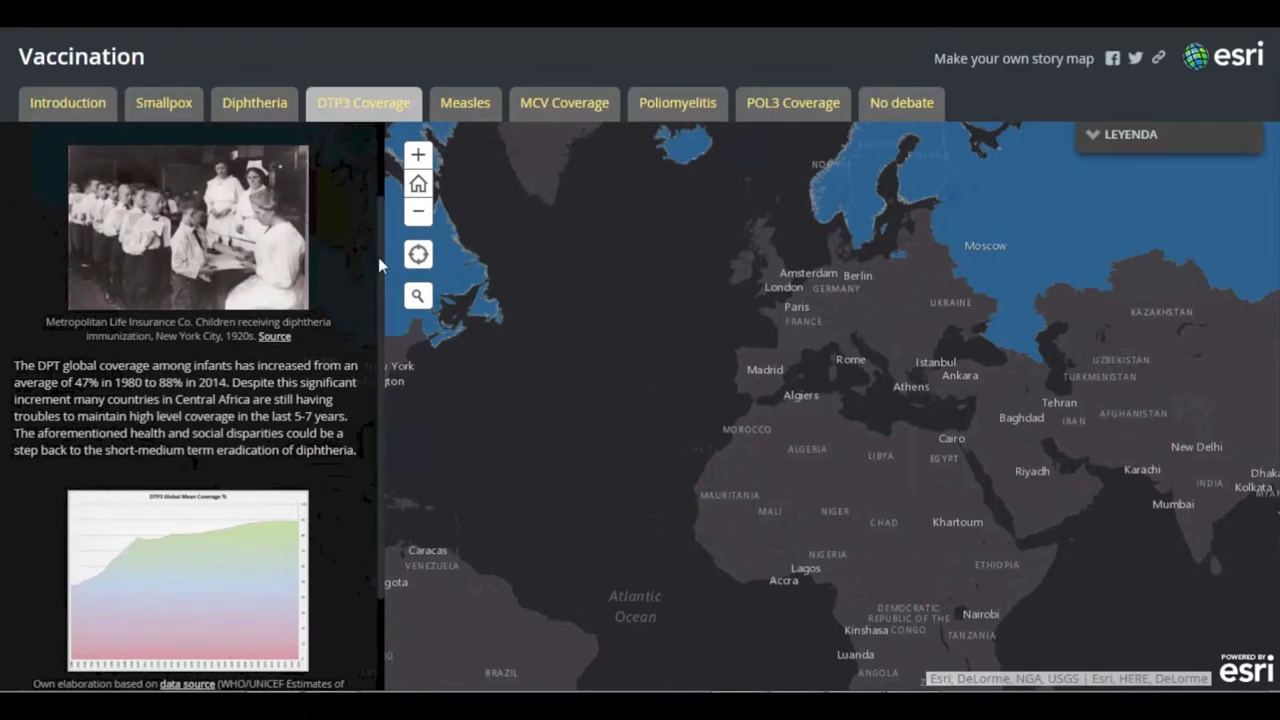 Vaccination
Make your own story map
esri
Introduction
Smallpox
Diphtheria
DTP3 Coverage
Measles
MCV Coverage
Poliomyelitis
POL3 Coverage
No debate
LEYENDA
Metropolitan Life Insurance Co. Children receiving diphtheria
immunization, New York City, 1920s. Source
The DPT global coverage among infants has increased from an
average of 47% in 1980 to 88% in 2014. Despite this significant
increment many countries in Central Africa are still having
troubles to maintain high level coverage in the last 5-7 years.
The aforementioned health and social disparities could be a
step back to the short-medium term eradication of diphtheria.
DTP3 Global Mean Coverage %
Own elaboration based on data source (WHO/UNICEF Estimates of
Moscow
Amsterdam
Berlin
London
GERMANY
Paris
UKRAINE
FRANCE
KAZAKHSTAN
Rome
Istanbul
UZBEKISTAN
Madrid
Ankara
TURKMENISTAN
Athens
Algiers
Tehran
Baghdad
IRAN
AFGHANISTAN
MOROCCO
Cairo
ALGERIA
LIBYA
EGYPT
New Delhi
Riyadh
Karachi
INDIA
Kolkata
MAURITANIA
Mumbai
MALI
NIGER
CHAD
Khartoum
Caracas
VENEZUELA
NIGERIA
Lagos
ETHIOPIA
Accra
Atlantic
Ocean
DEMOCRATIC
REPUBLIC OF THE
CONGO
Nairobi
Kinshasa
TANZANIA
Luanda
BRAZIL
ANGOLA
Esri, DeLorme, NGA, USGS | Esri, HERE, DeLorme
POWERED BY
esri